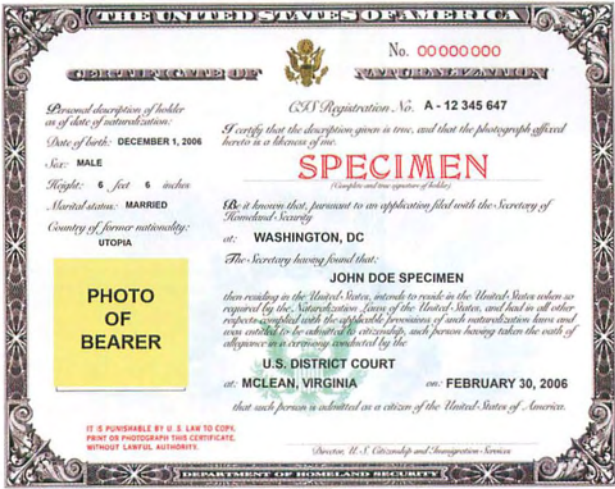 THE UNITED STATES OF AMERICA
No. 00000000
CERTIFICATE OF NATURALIZATION
Personal description of holder
as of date of naturalization:
Date of birth: DECEMBER 1, 2006
Sex: MALE
Height: 6 feet 6 inches
Marital status: MARRIED
Country of former nationality:
UTOPIA
PHOTO
OF
BEARER
IT IS PUNISHABLE BY U. S. LAW TO COPY,
PRINT OR PHOTOGRAPH THIS CERTIFICATE,
WITHOUT LAWFUL AUTHORITY.
CIS Registration No. A - 12 345 647
I certify that the description given is true, and that the photograph affixed
hereto is a likeness of me.
SPECIMEN
(Complete and true signature of holder)
Be it known that, pursuant to an application filed with the Secretary of
Homeland Security
at: WASHINGTON, DC
The Secretary having found that:
JOHN DOE SPECIMEN
then residing in the United States, intends to reside in the United States when so
required by the Naturalization Laws of the United States, and had in all other
respects complied with the applicable provisions of such naturalization laws and
was entitled to be admitted to citizenship, such person having taken the oath of
allegiance in a ceremony conducted by the
U.S. DISTRICT COURT
at: MCLEAN, VIRGINIA on: FEBRUARY 30, 2006
that such person is admitted as a citizen of the United States of America.
Director, U. S. Citizenship and Immigration Services
DEPARTMENT OF HOMELAND SECURITY